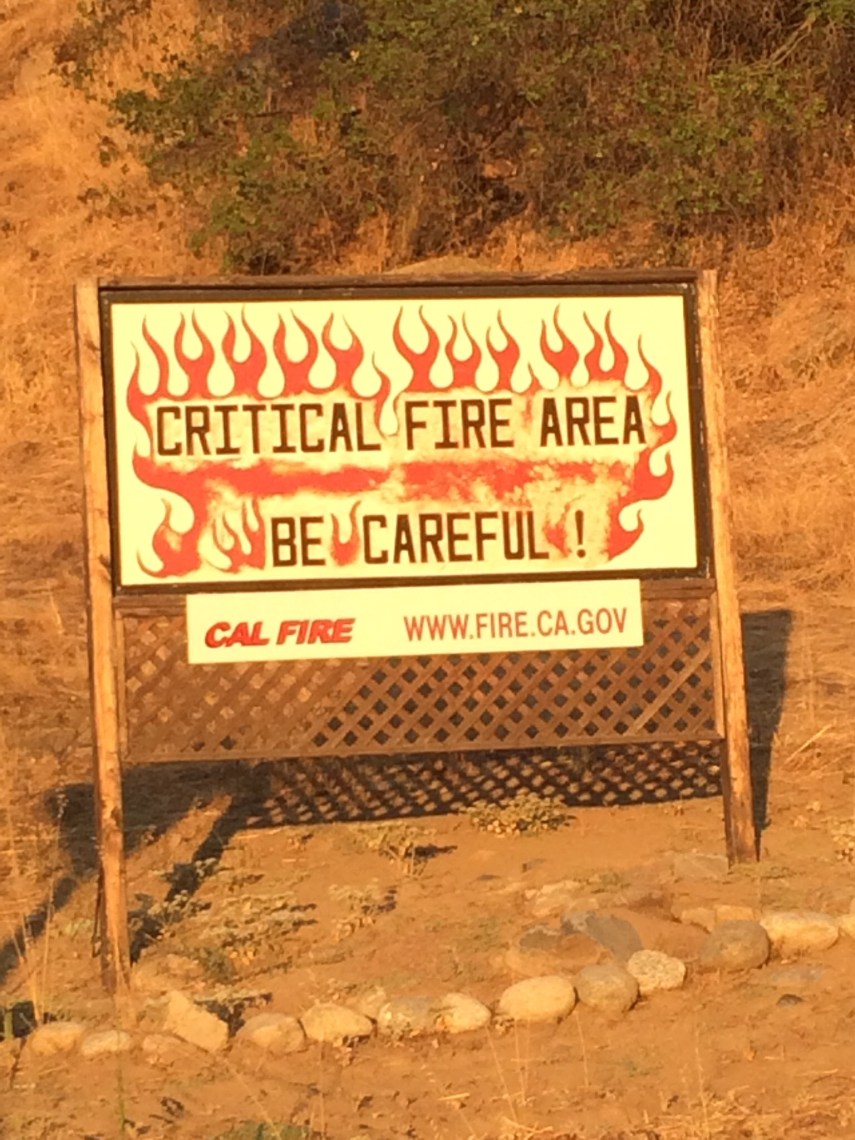 CRITICAL FIRE AREA
BE CAREFUL !
CAL FIRE WWW.FIRE.CA.GOV